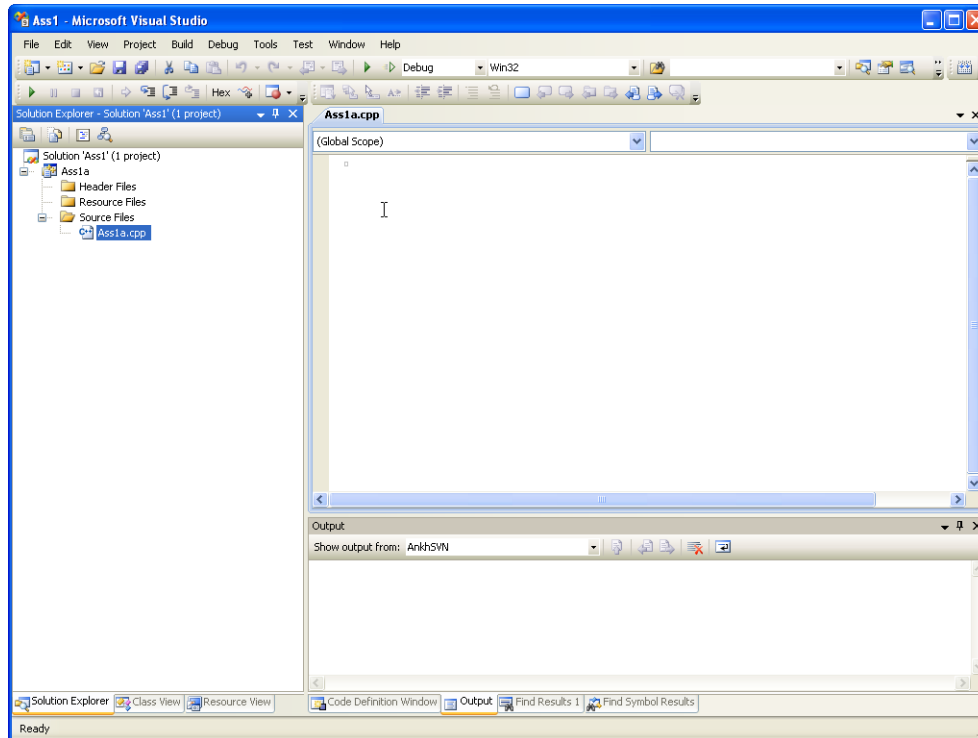 Ass1 - Microsoft Visual Studio
File Edit View Project Build Debug Tools Test Window Help
Debug Win32
Hex
Solution Explorer - Solution 'Ass1' (1 project)
Ass1a.cpp
(Global Scope)
Solution 'Ass1' (1 project)
Ass1a
Header Files
Resource Files
Source Files
Ass1a.cpp
Output
Show output from: AnkhSVN
Solution Explorer Class View Resource View
Code Definition Window Output Find Results 1 Find Symbol Results
Ready